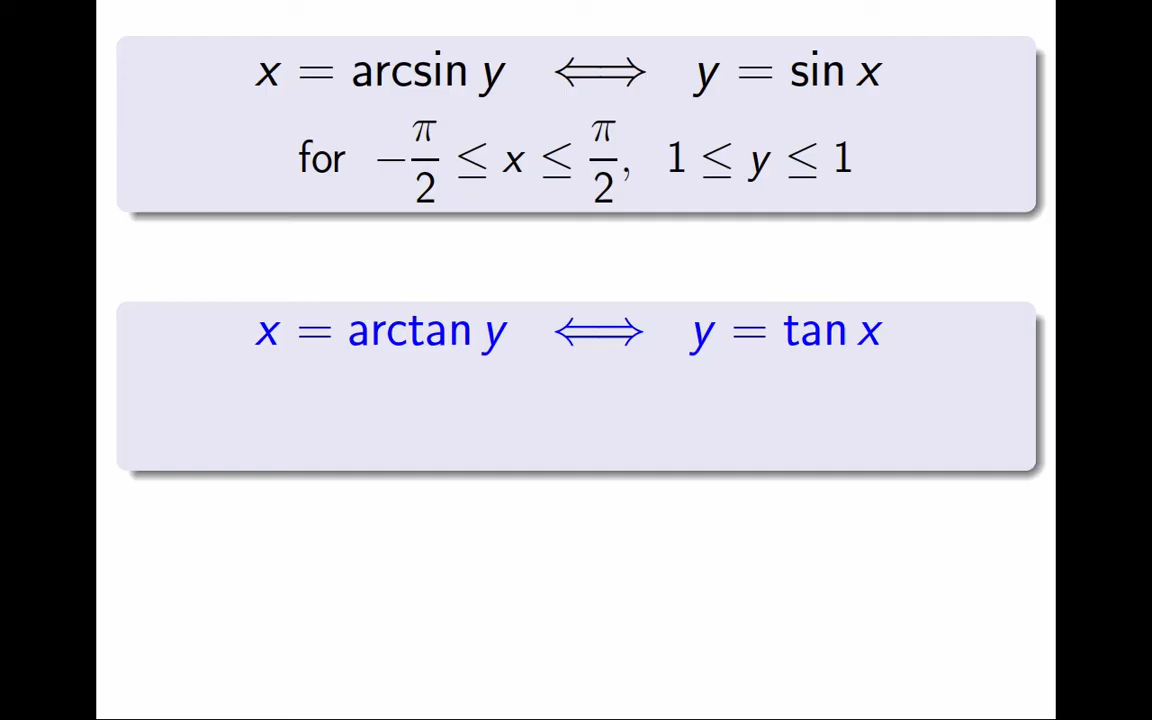 x = arcsin y ⟺ y = sin x
for −π/2 ≤ x ≤ π/2, 1 ≤ y ≤ 1
x = arctan y ⟺ y = tan x